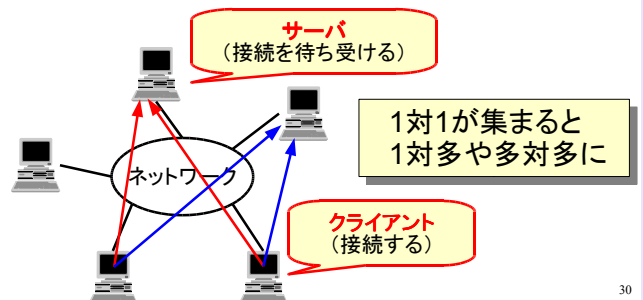 サーバ
（接続を待ち受ける）
1対1が集まると
1対多や多対多に
ネットワーク
クライアント
（接続する）
30